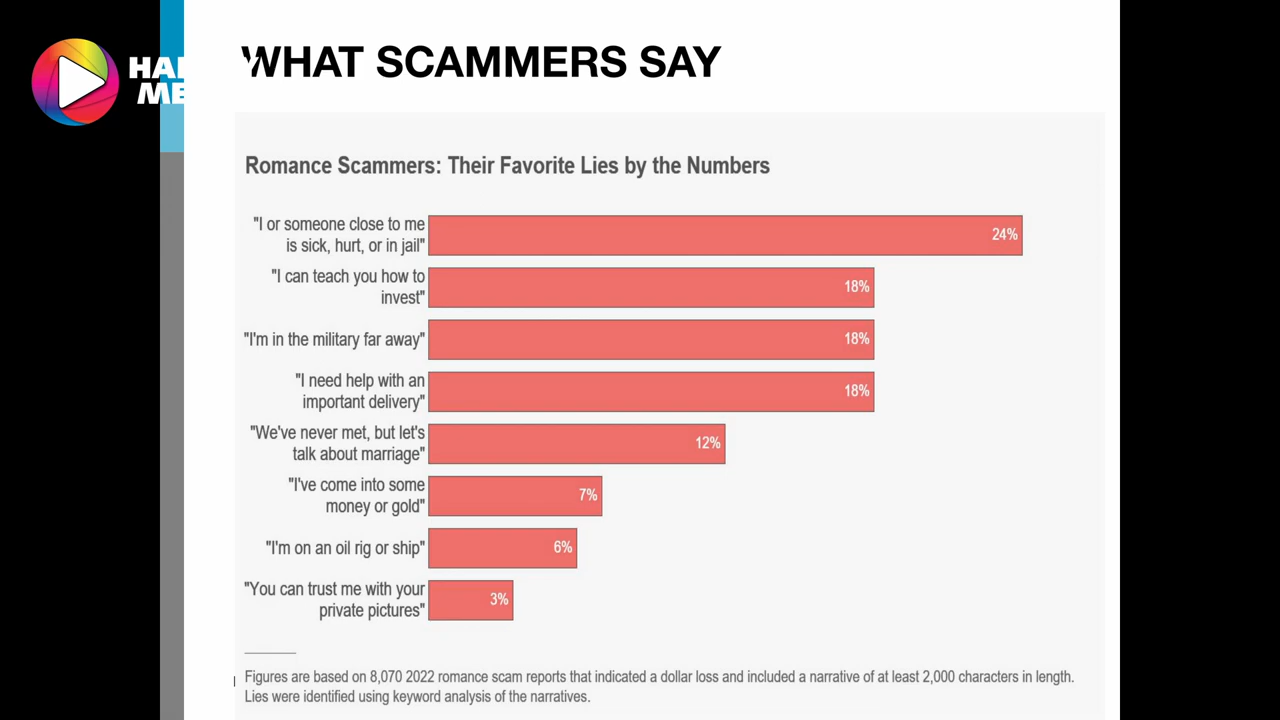 HAI
ME
WHAT SCAMMERS SAY
Romance Scammers: Their Favorite Lies by the Numbers
"I or someone close to me
is sick, hurt, or in jail"
24%
"I can teach you how to
invest"
18%
"I'm in the military far away"
18%
"I need help with an
important delivery"
18%
"We've never met, but let's
talk about marriage"
12%
"I've come into some
money or gold"
7%
"I'm on an oil rig or ship"
6%
"You can trust me with your
private pictures"
3%
Figures are based on 8,070 2022 romance scam reports that indicated a dollar loss and included a narrative of at least 2,000 characters in length.
Lies were identified using keyword analysis of the narratives.